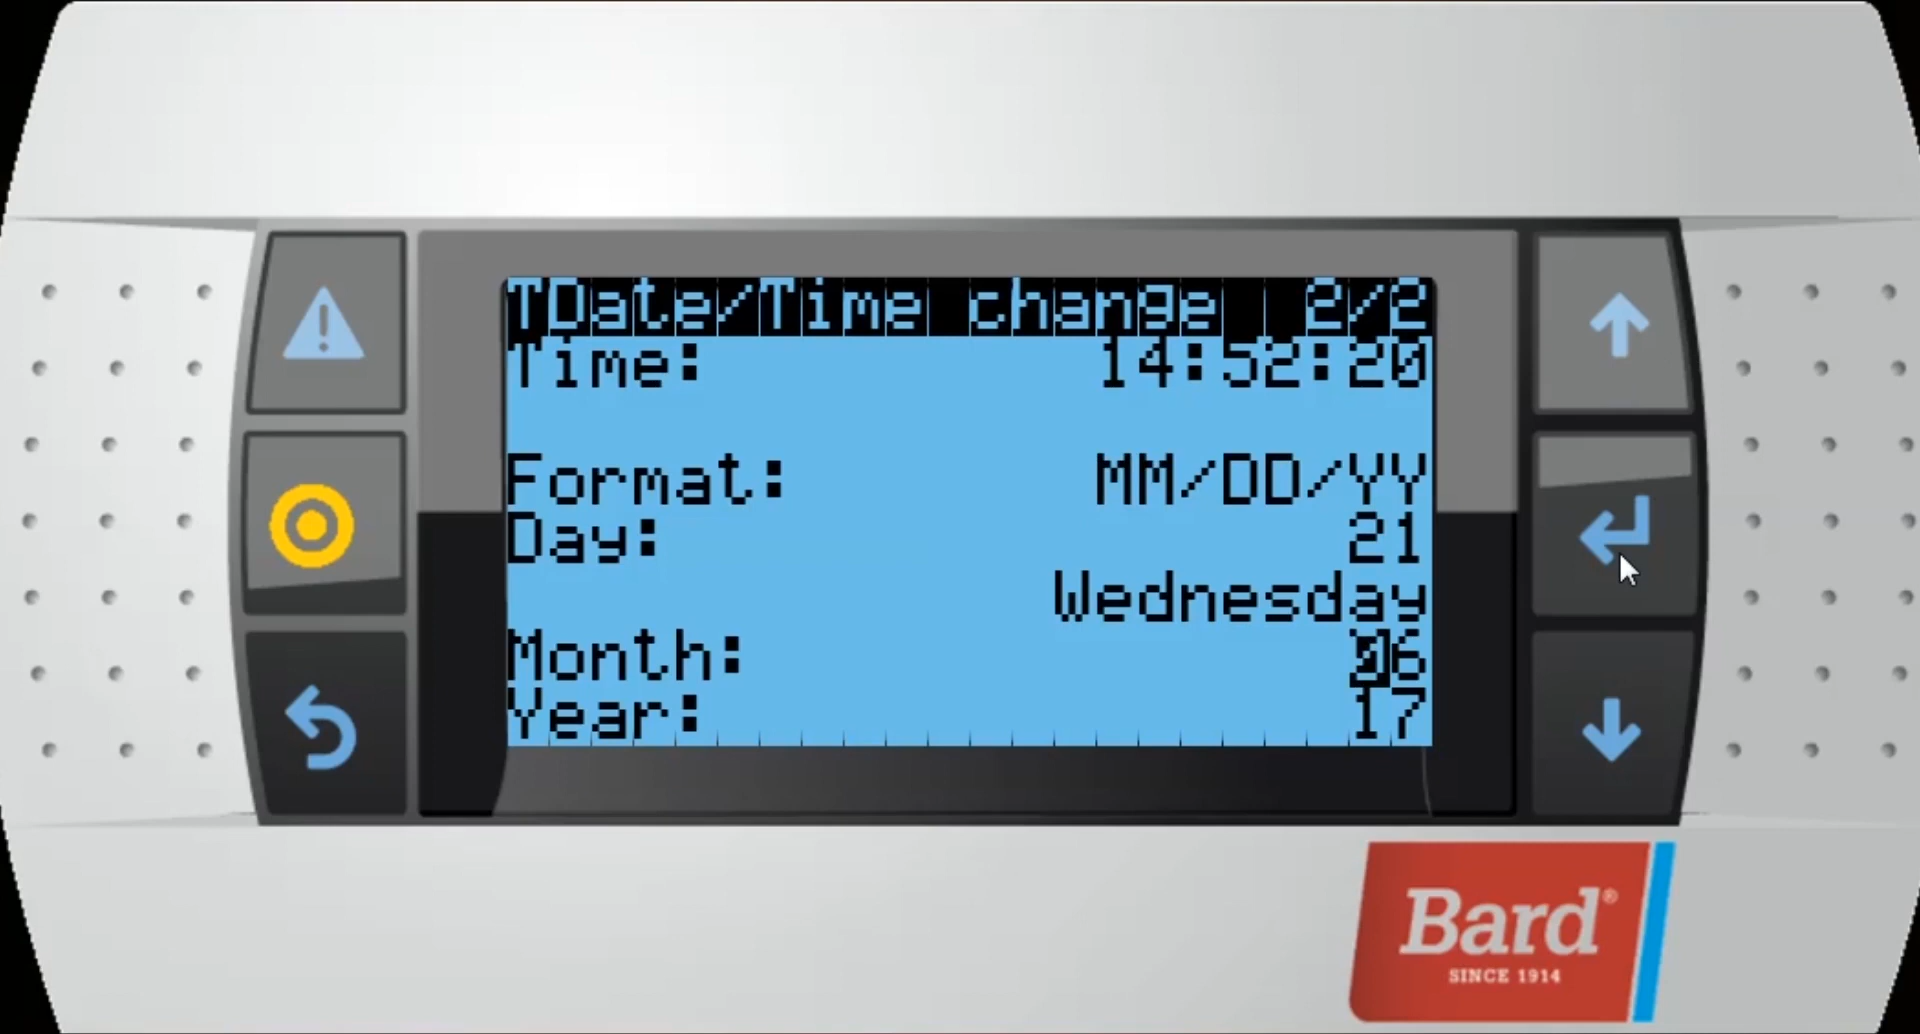 TDate/Time change 2/2
Time: 14:52:20
Format: MM/DD/YY
Day: 21
Wednesday
Month: 06
Year: 17
Bard®
SINCE 1914